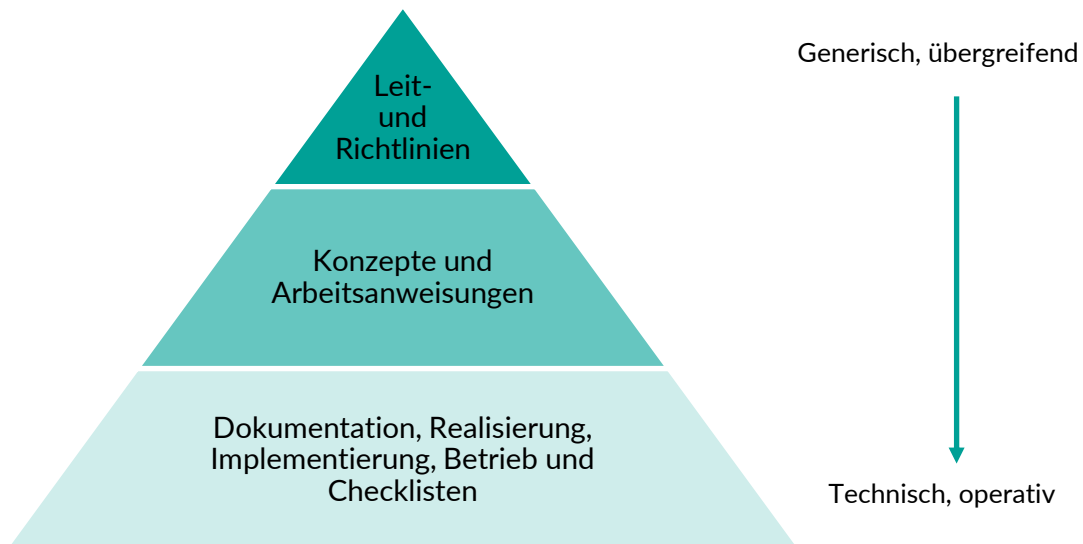 Leit-
und
Richtlinien
Konzepte und
Arbeitsanweisungen
Dokumentation, Realisierung,
Implementierung, Betrieb und
Checklisten
Generisch, übergreifend
Technisch, operativ